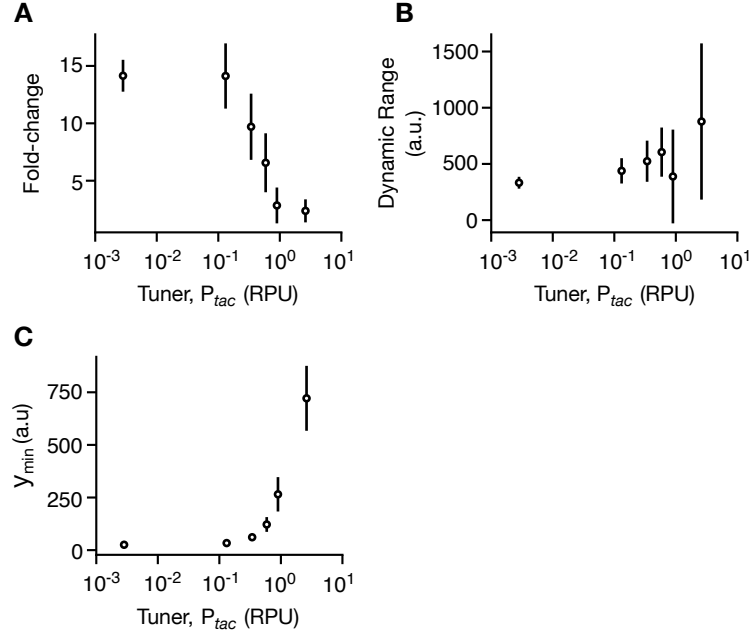 A
Fold-change
15
10
5
10-3 10-2 10-1 100 101
Tuner, Ptac (RPU)
B
Dynamic Range
(a.u.)
1500
1000
500
0
10-3 10-2 10-1 100 101
Tuner, Ptac (RPU)
C
ymin (a.u)
750
500
250
0
10-3 10-2 10-1 100 101
Tuner, Ptac (RPU)